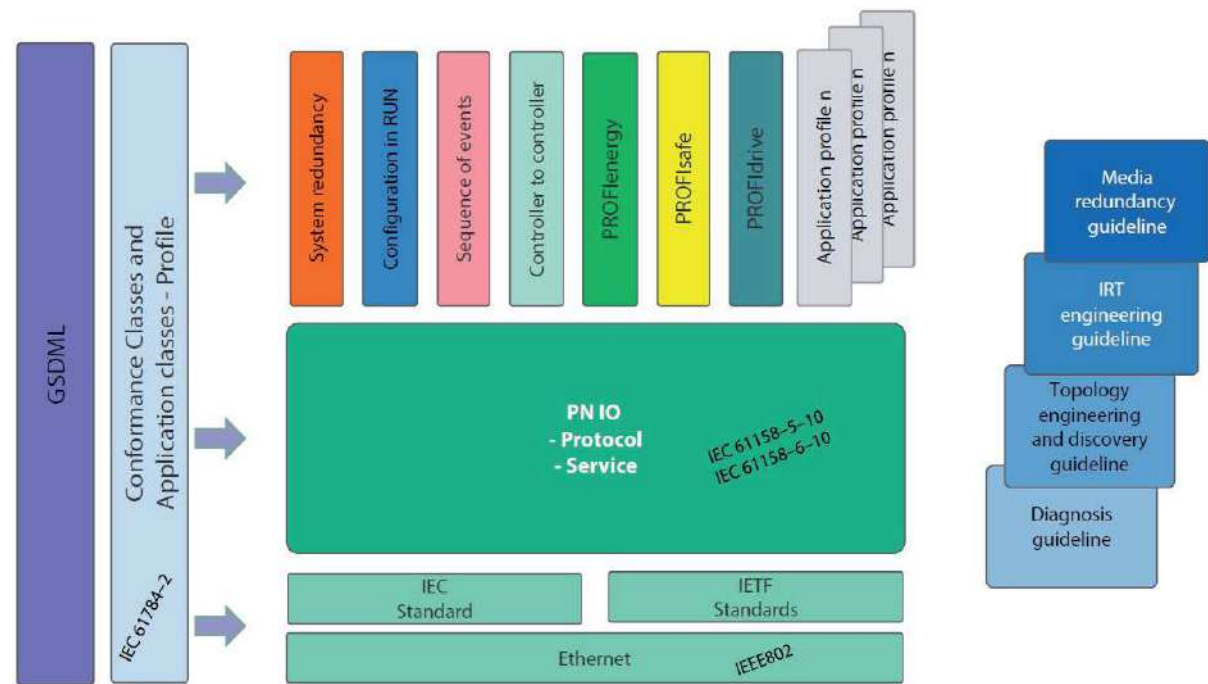 GSDML
Conformance Classes and
Application classes - Profile
IEC 61784–2
System redundancy
Configuration in RUN
Sequence of events
Controller to controller
PROFIenergy
PROFIsafe
PROFIdrive
Application profile n
Application profile n
Application profile n
PN IO
- Protocol
- Service
IEC 61158–5–10
IEC 61158–6–10
IEC
Standard
IETF
Standards
Ethernet
IEEE802
Media
redundancy
guideline
IRT
engineering
guideline
Topology
engineering
and discovery
guideline
Diagnosis
guideline